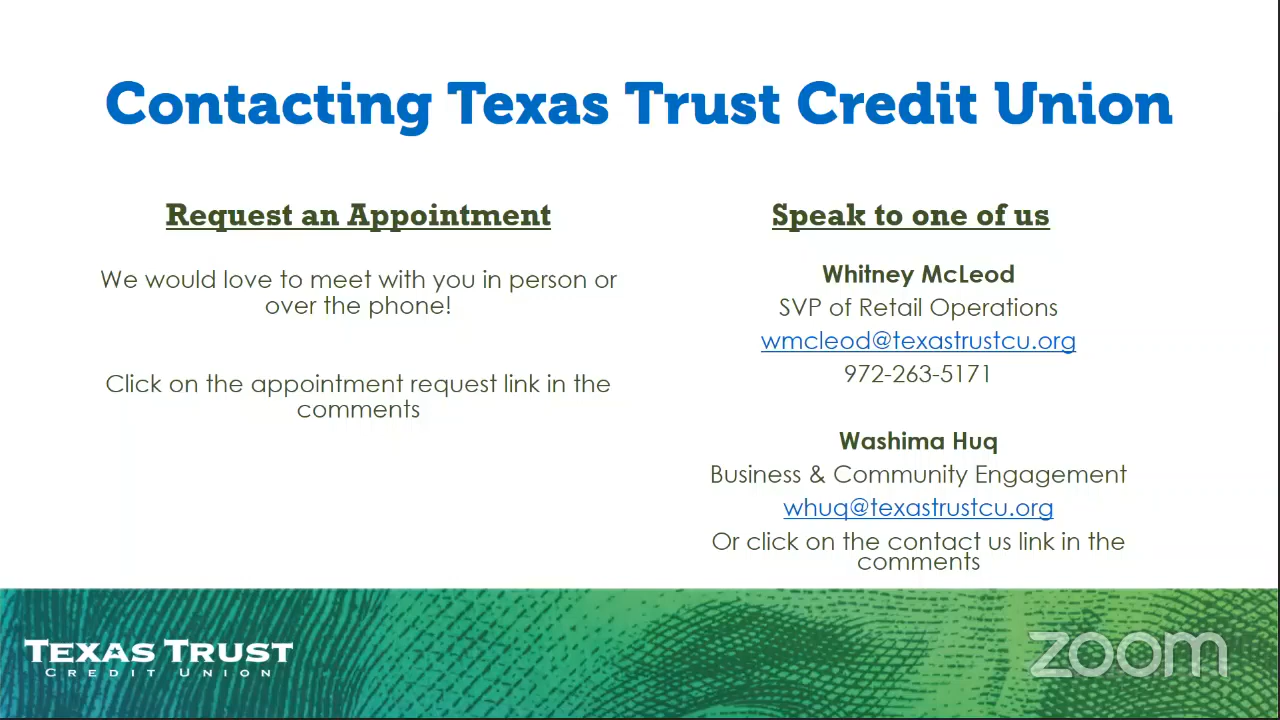 Contacting Texas Trust Credit Union
Request an Appointment
We would love to meet with you in person or
over the phone!
Click on the appointment request link in the
comments
Speak to one of us
Whitney McLeod
SVP of Retail Operations
wmcleod@texastrustcu.org
972-263-5171
Washima Huq
Business & Community Engagement
whuq@texastrustcu.org
Or click on the contact us link in the
comments
TEXAS TRUST
CREDIT UNION
zoom